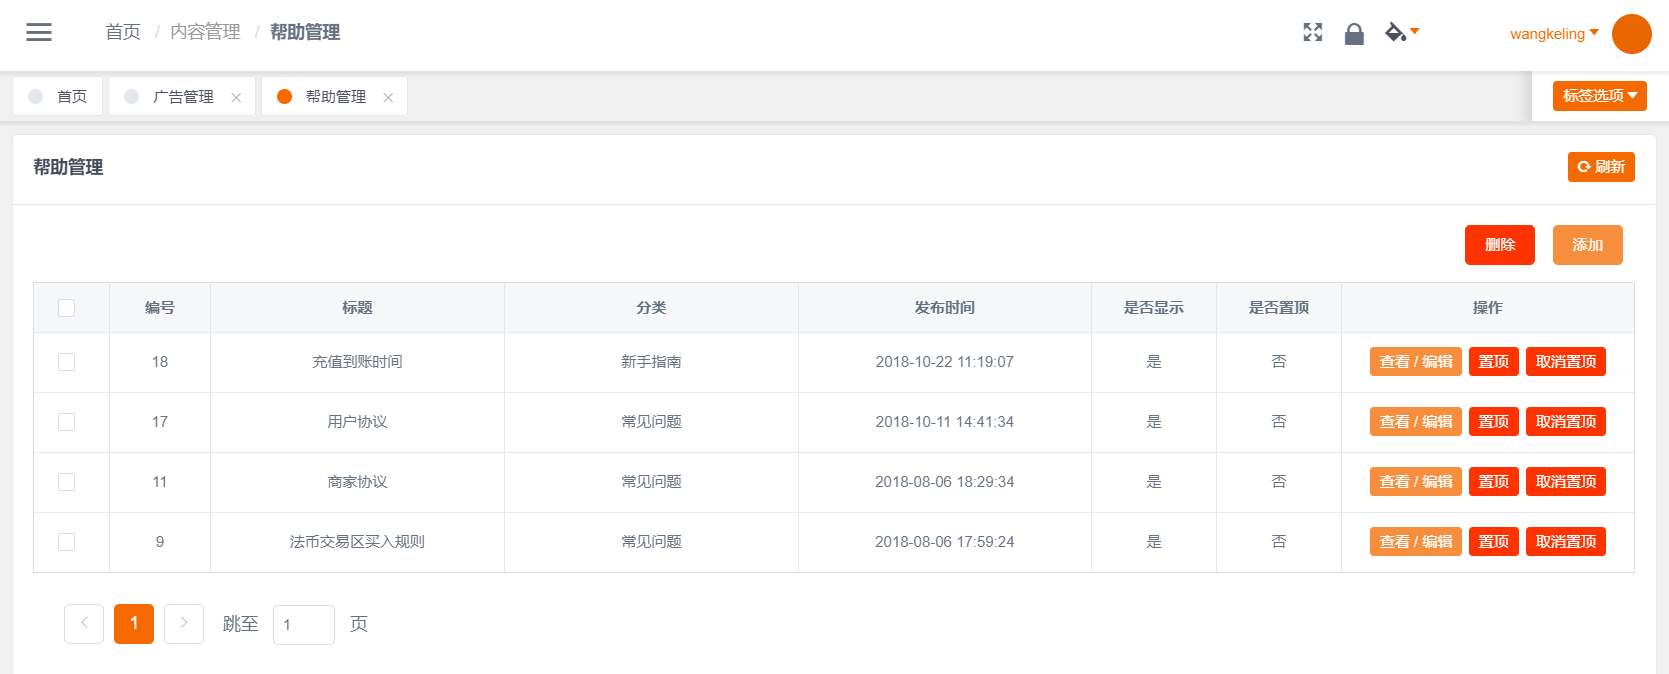 首页 / 内容管理 / 帮助管理
wangkeling
首页 广告管理 帮助管理 标签选项
帮助管理 刷新
删除 添加
编号 标题 分类 发布时间 是否显示 是否置顶 操作
18 充值到账时间 新手指南 2018-10-22 11:19:07 是 否 查看 / 编辑 置顶 取消置顶
17 用户协议 常见问题 2018-10-11 14:41:34 是 否 查看 / 编辑 置顶 取消置顶
11 商家协议 常见问题 2018-08-06 18:29:34 是 否 查看 / 编辑 置顶 取消置顶
9 法币交易区买入规则 常见问题 2018-08-06 17:59:24 是 否 查看 / 编辑 置顶 取消置顶
1 跳至 1 页